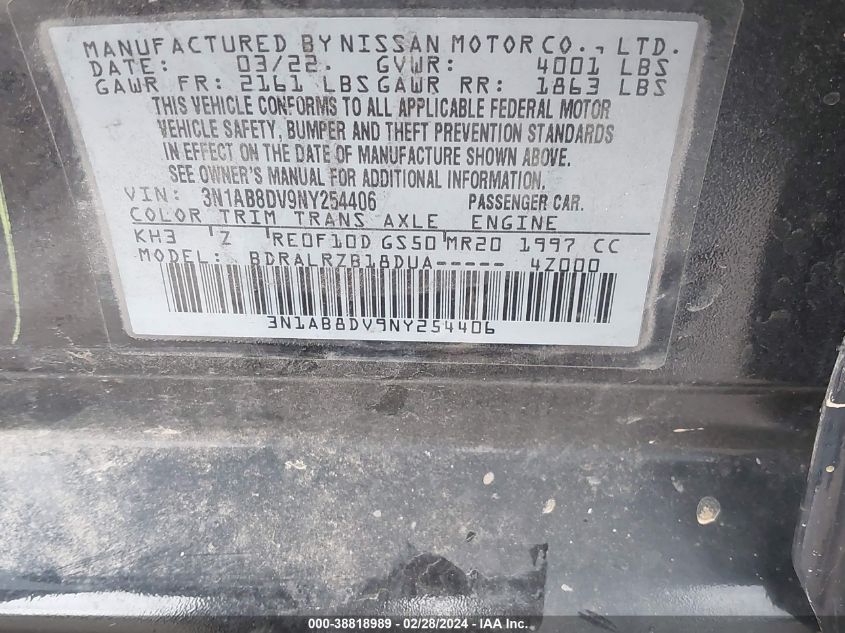 MANUFACTURED BY NISSAN MOTOR CO., LTD.
DATE: 03/22. GVWR: 4001 LBS
GAWR FR: 2161 LBS GAWR RR: 1863 LBS
THIS VEHICLE CONFORMS TO ALL APPLICABLE FEDERAL MOTOR
VEHICLE SAFETY, BUMPER AND THEFT PREVENTION STANDARDS
IN EFFECT ON THE DATE OF MANUFACTURE SHOWN ABOVE.
SEE OWNER'S MANUAL FOR ADDITIONAL INFORMATION.
VIN: 3N1AB8DV9NY254406 PASSENGER CAR.
COLOR TRIM TRANS AXLE ENGINE
KH3 Z RE0F10D GS50 MR20 1997 CC
MODEL: BDRALRZB18DUA----- 4Z000
3N1AB8DV9NY254406
000-38818989 - 02/28/2024 - IAA Inc.